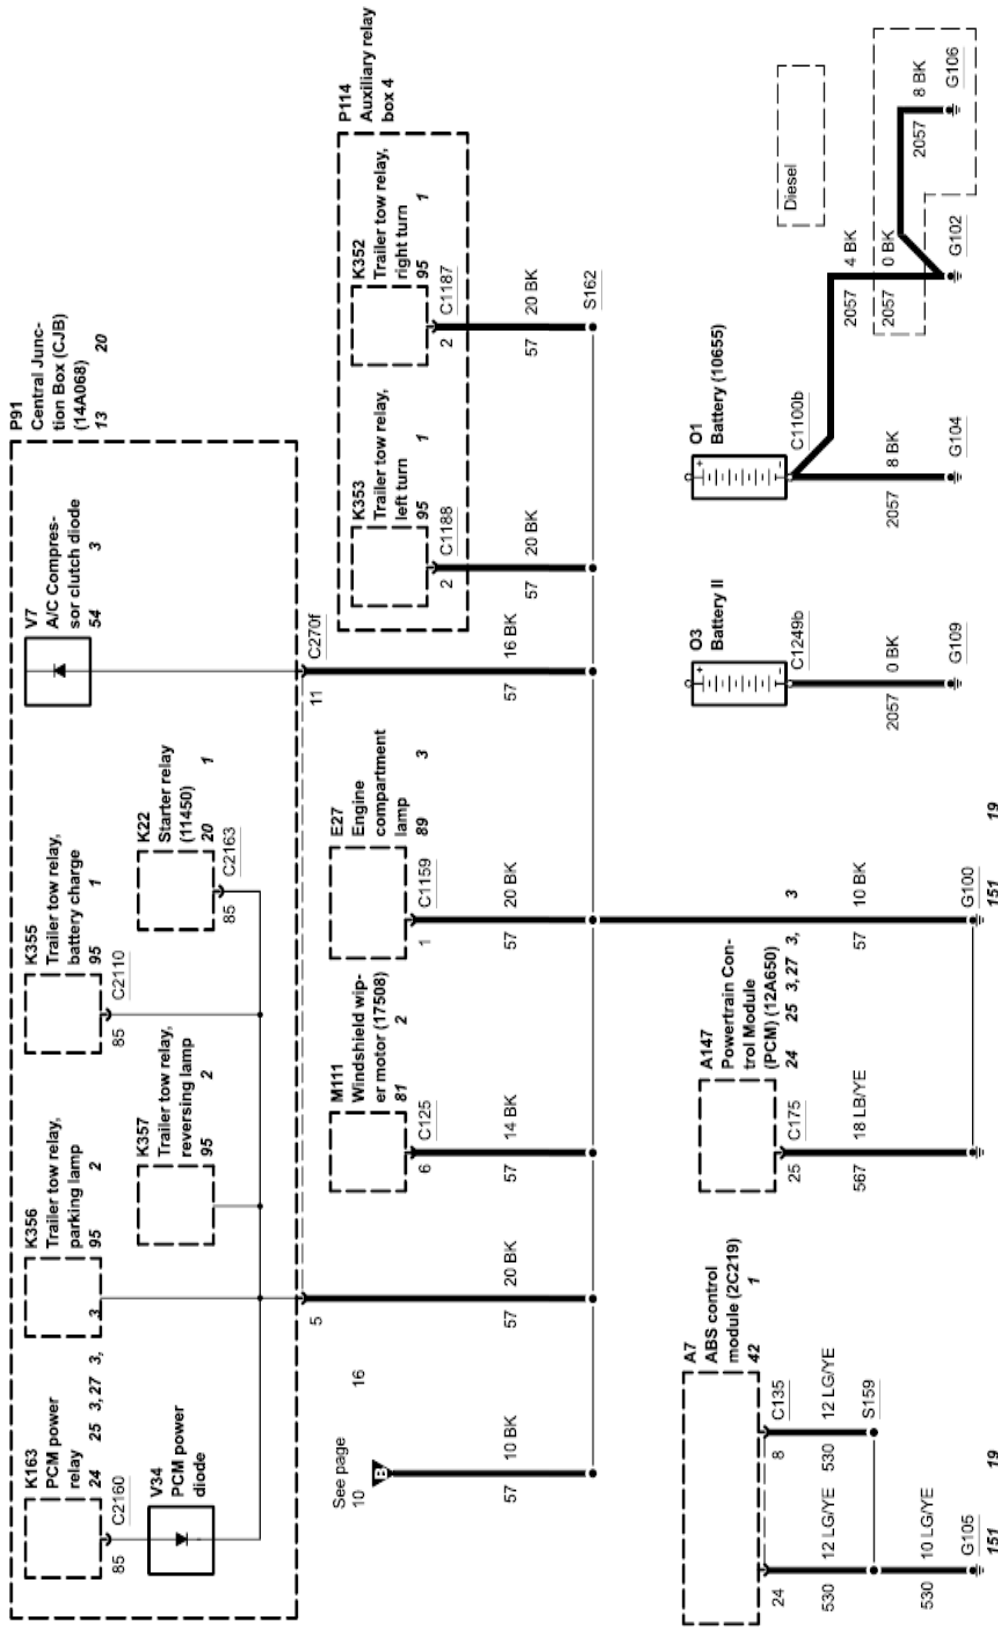 P91
Central Junc-
tion Box (CJB)
(14A068)
13 20
K163
PCM power
relay
24 25 3, 27 3,
3
C2160
85
V34
PCM power
diode
K356
Trailer tow relay,
parking lamp
95 2
K357
Trailer tow relay,
reversing lamp
95 2
K355
Trailer tow relay,
battery charge
95 1
C2110
85
K22
Starter relay
(11450)
20 1
C2163
85
V7
A/C Compres-
sor clutch diode
54 3
C270f
5
11
See page
10 16
B
57 10 BK
57 20 BK
M111
Windshield wip-
er motor (17508)
81 2
C125
6
57 14 BK
E27
Engine
compartment
lamp
89 3
C1159
1
57 20 BK
57 16 BK
P114
Auxiliary relay
box 4
K353
Trailer tow relay,
left turn
95 1
C1188
2
57 20 BK
K352
Trailer tow relay,
right turn
95 1
C1187
2
57 20 BK
S162
A7
ABS control
module (2C219)
42 1
C135
24
8
530 12 LG/YE
530 12 LG/YE
S159
530 10 LG/YE
G105
151 19
A147
Powertrain Con-
trol Module
(PCM) (12A650)
24 25 3, 27 3,
3
C175
25
567 18 LB/YE
57 10 BK
G100
151 19
O3
Battery II
C1249b
2057 0 BK
G109
O1
Battery (10655)
C1100b
2057 8 BK
G104
2057 4 BK
2057 0 BK
G102
Diesel
2057 8 BK
G106